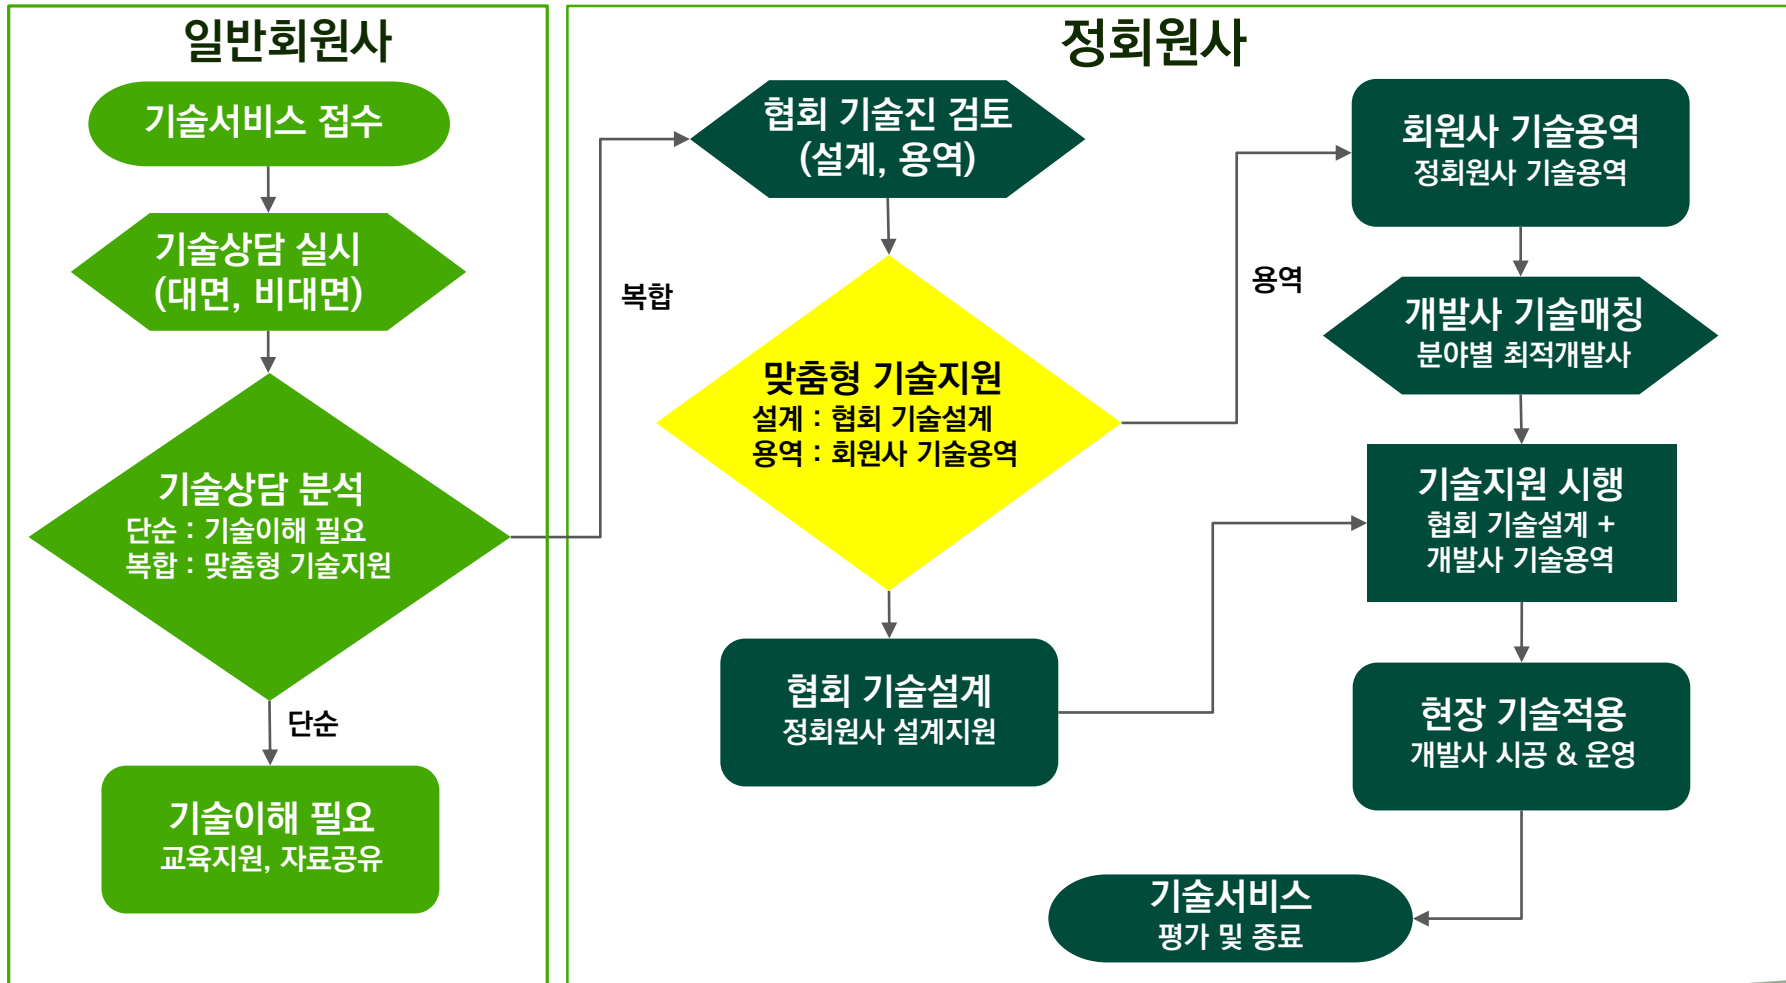 일반회원사
기술서비스 접수
기술상담 실시
(대면, 비대면)
기술상담 분석
단순 : 기술이해 필요
복합 : 맞춤형 기술지원
단순
기술이해 필요
교육지원, 자료공유
복합
정회원사
협회 기술진 검토
(설계, 용역)
맞춤형 기술지원
설계 : 협회 기술설계
용역 : 회원사 기술용역
협회 기술설계
정회원사 설계지원
용역
회원사 기술용역
정회원사 기술용역
개발사 기술매칭
분야별 최적개발사
기술지원 시행
협회 기술설계 +
개발사 기술용역
현장 기술적용
개발사 시공 & 운영
기술서비스
평가 및 종료